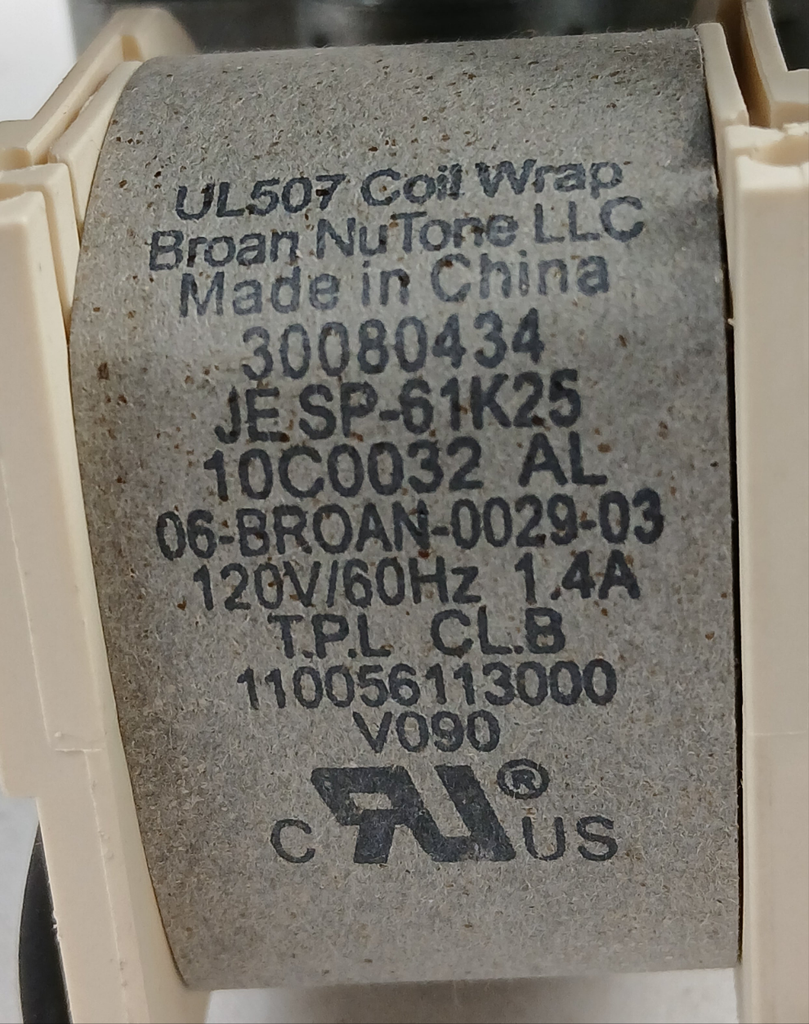 UL507 Coil Wrap
Broan NuTone LLC
Made in China
30080434
JE SP-61K25
10C0032 AL
06-BROAN-0029-03
120V/60Hz 1.4A
T.P.L CL.B
110056113000
V090
C RU® US